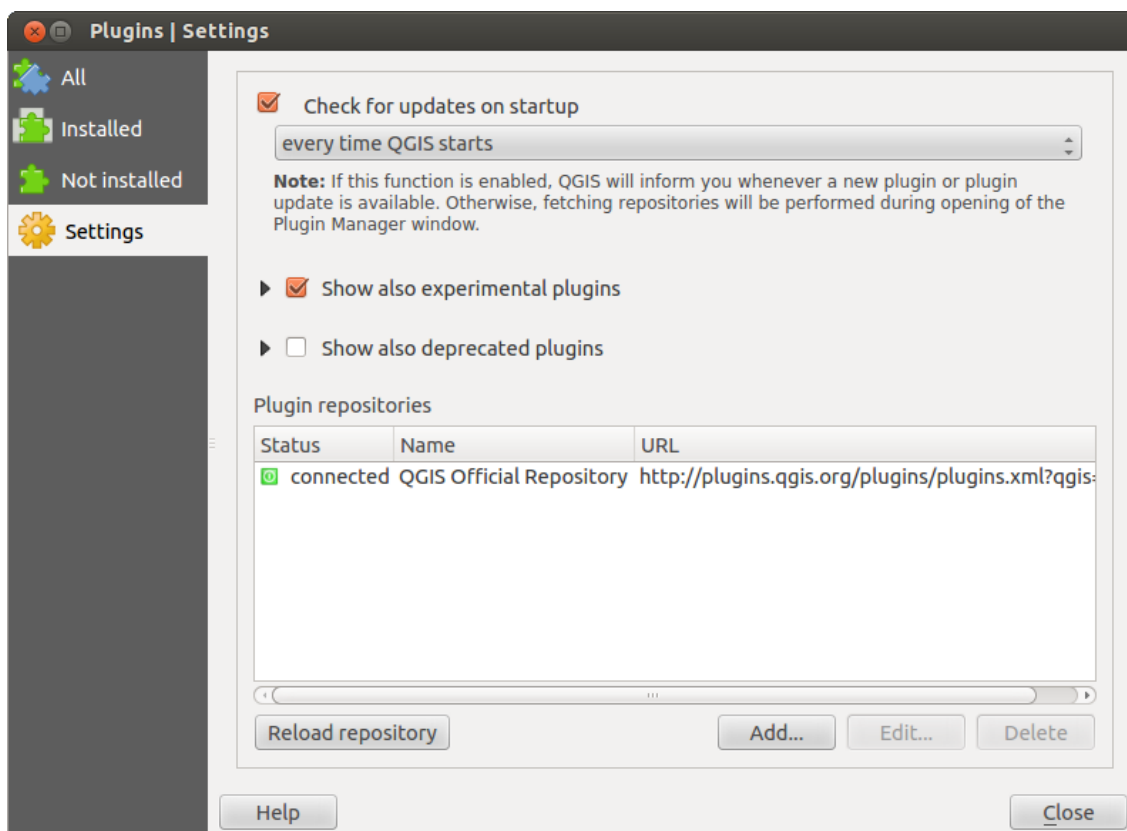 Plugins | Settings
All
Installed
Not installed
Settings
Check for updates on startup
every time QGIS starts
Note: If this function is enabled, QGIS will inform you whenever a new plugin or plugin
update is available. Otherwise, fetching repositories will be performed during opening of the
Plugin Manager window.
Show also experimental plugins
Show also deprecated plugins
Plugin repositories
Status Name URL
connected QGIS Official Repository http://plugins.qgis.org/plugins/plugins.xml?qgis=
Reload repository Add... Edit... Delete
Help Close